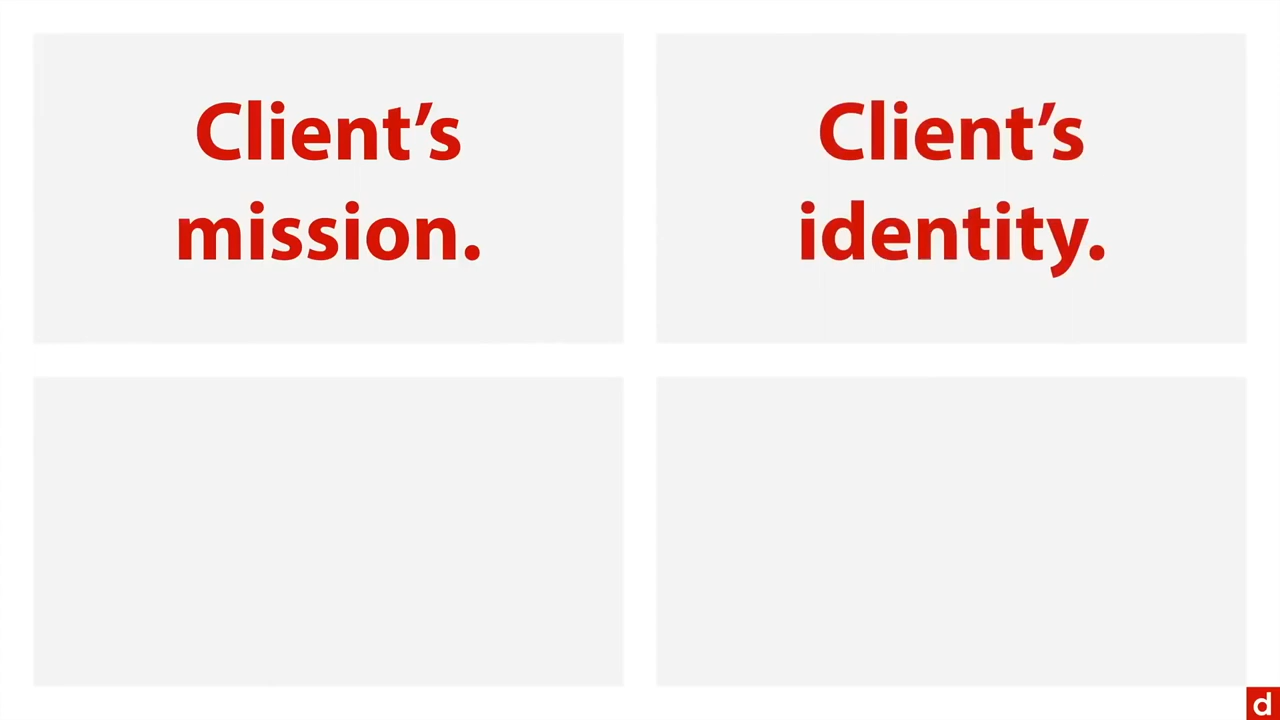 Client’s
mission.
Client’s
identity.
d